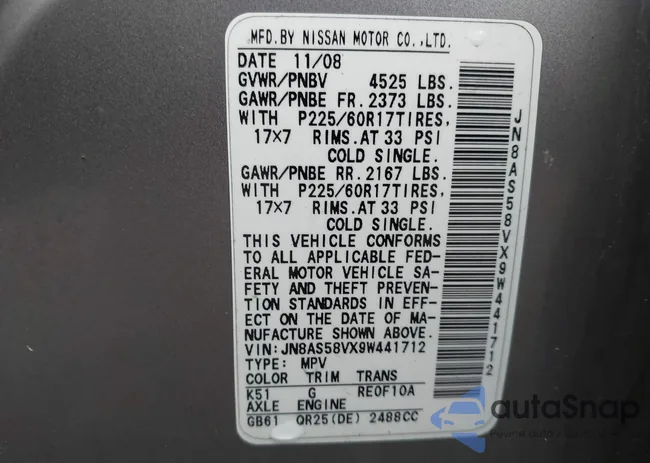 MFD.BY NISSAN MOTOR CO.,LTD.
DATE 11/08
GVWR/PNBV 4525 LBS.
GAWR/PNBE FR. 2373 LBS.
WITH P225/60R17TIRES,
17×7 RIMS.AT 33 PSI
COLD SINGLE.
GAWR/PNBE RR. 2167 LBS.
WITH P225/60R17TIRES,
17×7 RIMS.AT 33 PSI
COLD SINGLE.
THIS VEHICLE CONFORMS
TO ALL APPLICABLE FED-
ERAL MOTOR VEHICLE SA-
FETY AND THEFT PREVEN-
TION STANDARDS IN EFF-
ECT ON THE DATE OF MA-
NUFACTURE SHOWN ABOVE.
VIN:JN8AS58VX9W441712
TYPE: MPV
COLOR TRIM TRANS
K51 G RE0F10A
AXLE ENGINE
GB61 QR25(DE) 2488CC
JN8AS58VX9W441712
autoSnap